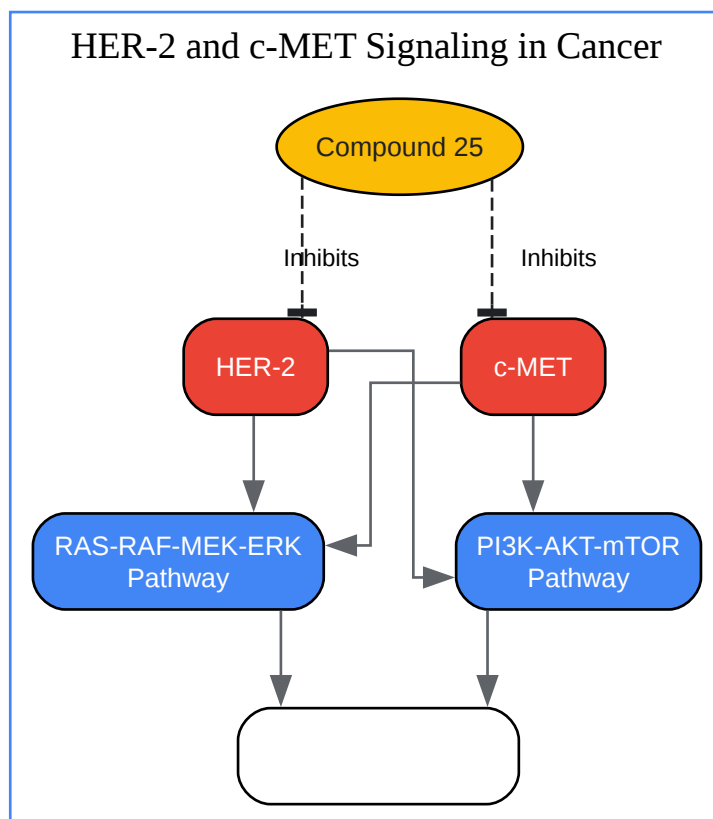 HER-2 and c-MET Signaling in Cancer
Compound 25
Inhibits
Inhibits
HER-2
c-MET
RAS-RAF-MEK-ERK
Pathway
PI3K-AKT-mTOR
Pathway